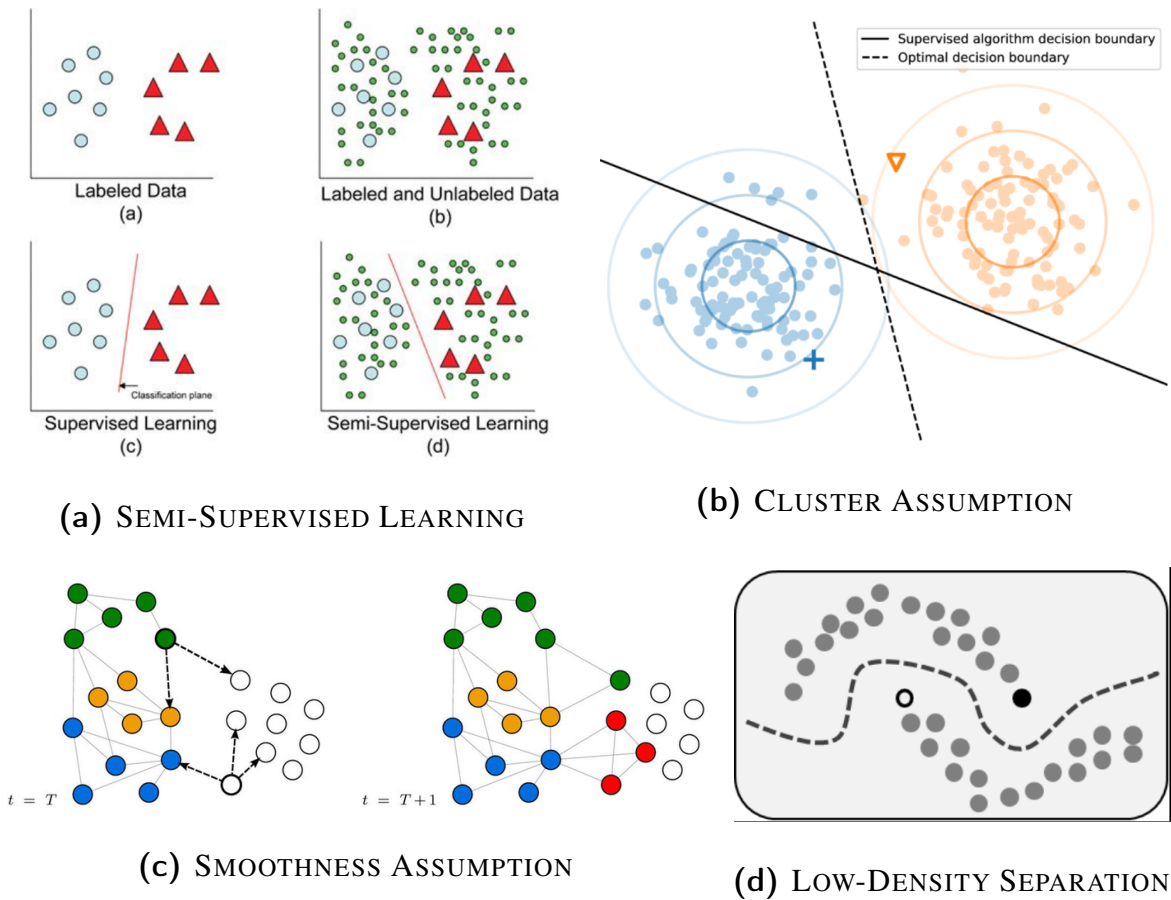 Labeled Data
(a)
Labeled and Unlabeled Data
(b)
Classification plane
Supervised Learning
(c)
Semi-Supervised Learning
(d)
(a) SEMI-SUPERVISED LEARNING
Supervised algorithm decision boundary
Optimal decision boundary
(b) CLUSTER ASSUMPTION
t = T
t = T+1
(c) SMOOTHNESS ASSUMPTION
(d) LOW-DENSITY SEPARATION